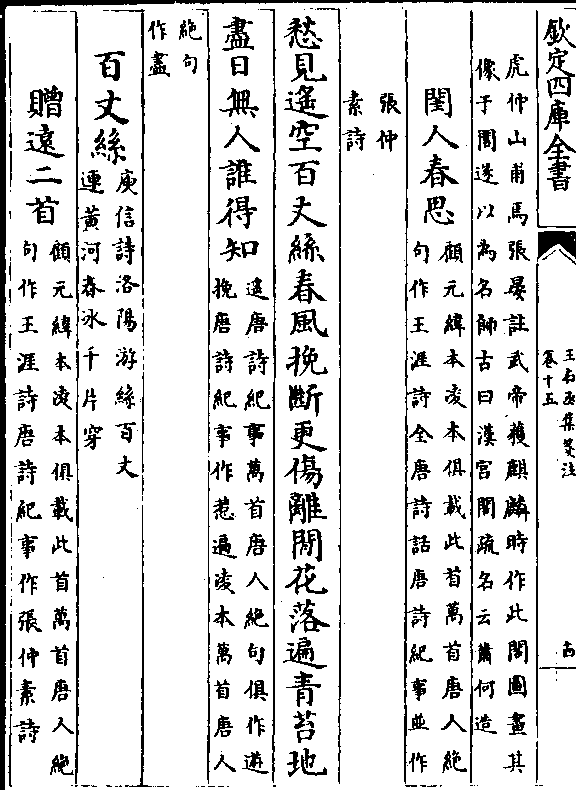 欽定四庫全書
王右丞集箋注
卷十五
十四
虎仲山甫馬張晏註武帝獲麒麟時作此閣圖畫其
像于閣遂以為名師古曰漢宮閣疏名云蕭何造
閨人春思
顧元緯本凌本俱載此首萬首唐人絶
句作王涯詩全唐詩話唐詩紀事並作
張仲
素詩
愁見遙空百丈絲春風挽斷更傷離閒花落遍青苔地
盡日無人誰得知
遠唐詩紀事萬首唐人絶句俱作遊
挽唐詩紀事作惹遍凌本萬首唐人
絶句
作盡
百丈絲
庾信詩洛陽游絲百丈
連黃河春冰千片穿
贈遠二首
顧元緯本凌本俱載此首萬首唐人絶
句作王涯詩唐詩紀事作張仲素詩